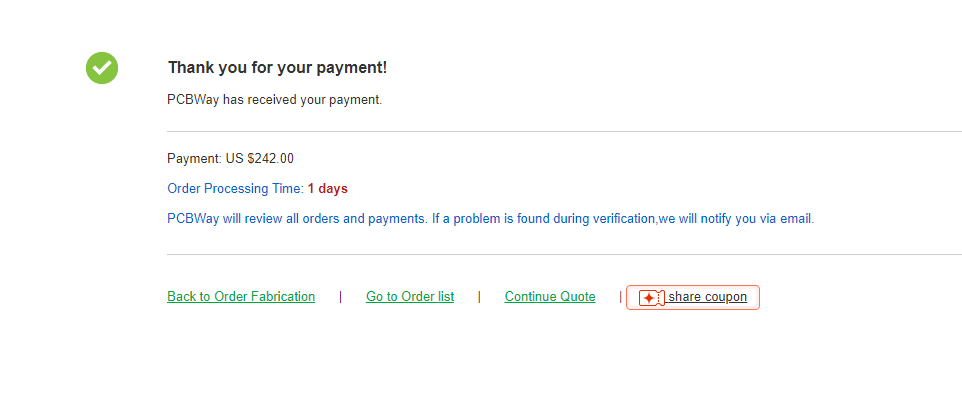 Thank you for your payment!
PCBWay has received your payment.
Payment: US $242.00
Order Processing Time: 1 days
PCBWay will review all orders and payments. If a problem is found during verification,we will notify you via email.
Back to Order Fabrication | Go to Order list | Continue Quote | share coupon